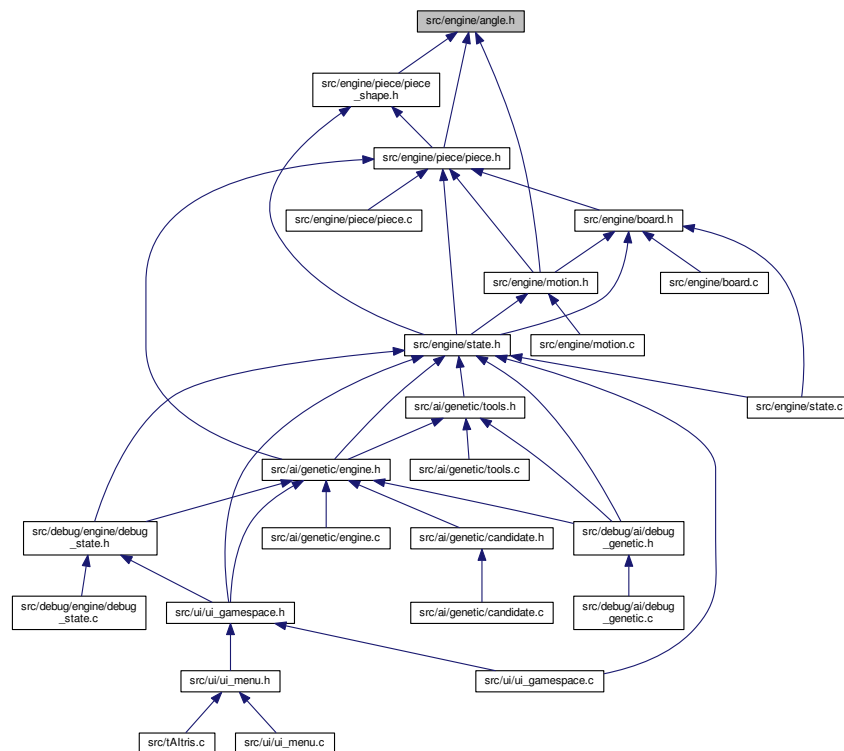 src/engine/angle.h
src/engine/piece/piece
_shape.h
src/engine/piece/piece.h
src/engine/piece/piece.c
src/engine/board.h
src/engine/motion.h
src/engine/board.c
src/engine/state.h
src/engine/motion.c
src/ai/genetic/tools.h
src/engine/state.c
src/ai/genetic/engine.h
src/ai/genetic/tools.c
src/debug/engine/debug
_state.h
src/ai/genetic/engine.c
src/ai/genetic/candidate.h
src/debug/ai/debug
_genetic.h
src/debug/engine/debug
_state.c
src/ui/ui_gamespace.h
src/ai/genetic/candidate.c
src/debug/ai/debug
_genetic.c
src/ui/ui_menu.h
src/ui/ui_gamespace.c
src/tAItris.c
src/ui/ui_menu.c